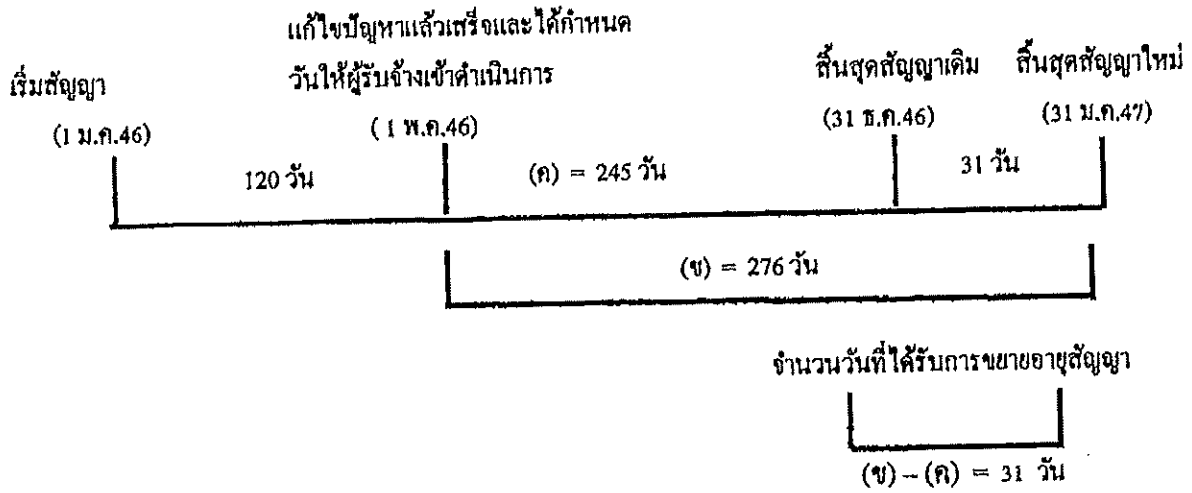 แก้ไขปัญหาแล้วเสร็จและได้กำหนด
วันให้ผู้รับจ้างเข้าดำเนินการ
เริ่มสัญญา
สิ้นสุดสัญญาเดิม
สิ้นสุดสัญญาใหม่
(1 ม.ค.46)
( 1 พ.ค.46)
(31 ธ.ค.46)
(31 ม.ค.47)
120 วัน
(ค) = 245 วัน
31 วัน
(ข) = 276 วัน
จำนวนวันที่ได้รับการขยายอายุสัญญา
(ข) – (ค) = 31 วัน